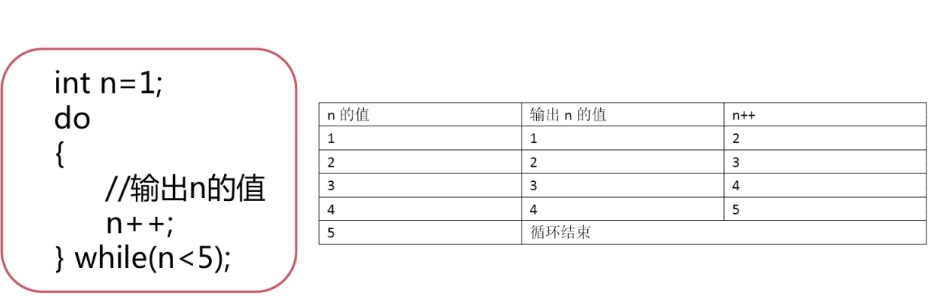 int n=1;
do
{
//输出n的值
n++;
} while(n<5);
n 的值 输出 n 的值 n++
1 1 2
2 2 3
3 3 4
4 4 5
5 循环结束